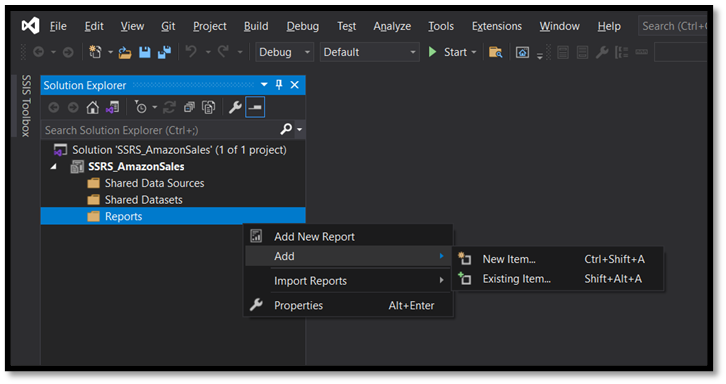 File Edit View Git Project Build Debug Test Analyze Tools Extensions Window Help Search (Ctrl+
Debug Default Start
SSIS Toolbox
Solution Explorer
Search Solution Explorer (Ctrl+;)
Solution 'SSRS_AmazonSales' (1 of 1 project)
SSRS_AmazonSales
Shared Data Sources
Shared Datasets
Reports
Add New Report
Add
New Item... Ctrl+Shift+A
Existing Item... Shift+Alt+A
Import Reports
Properties Alt+Enter